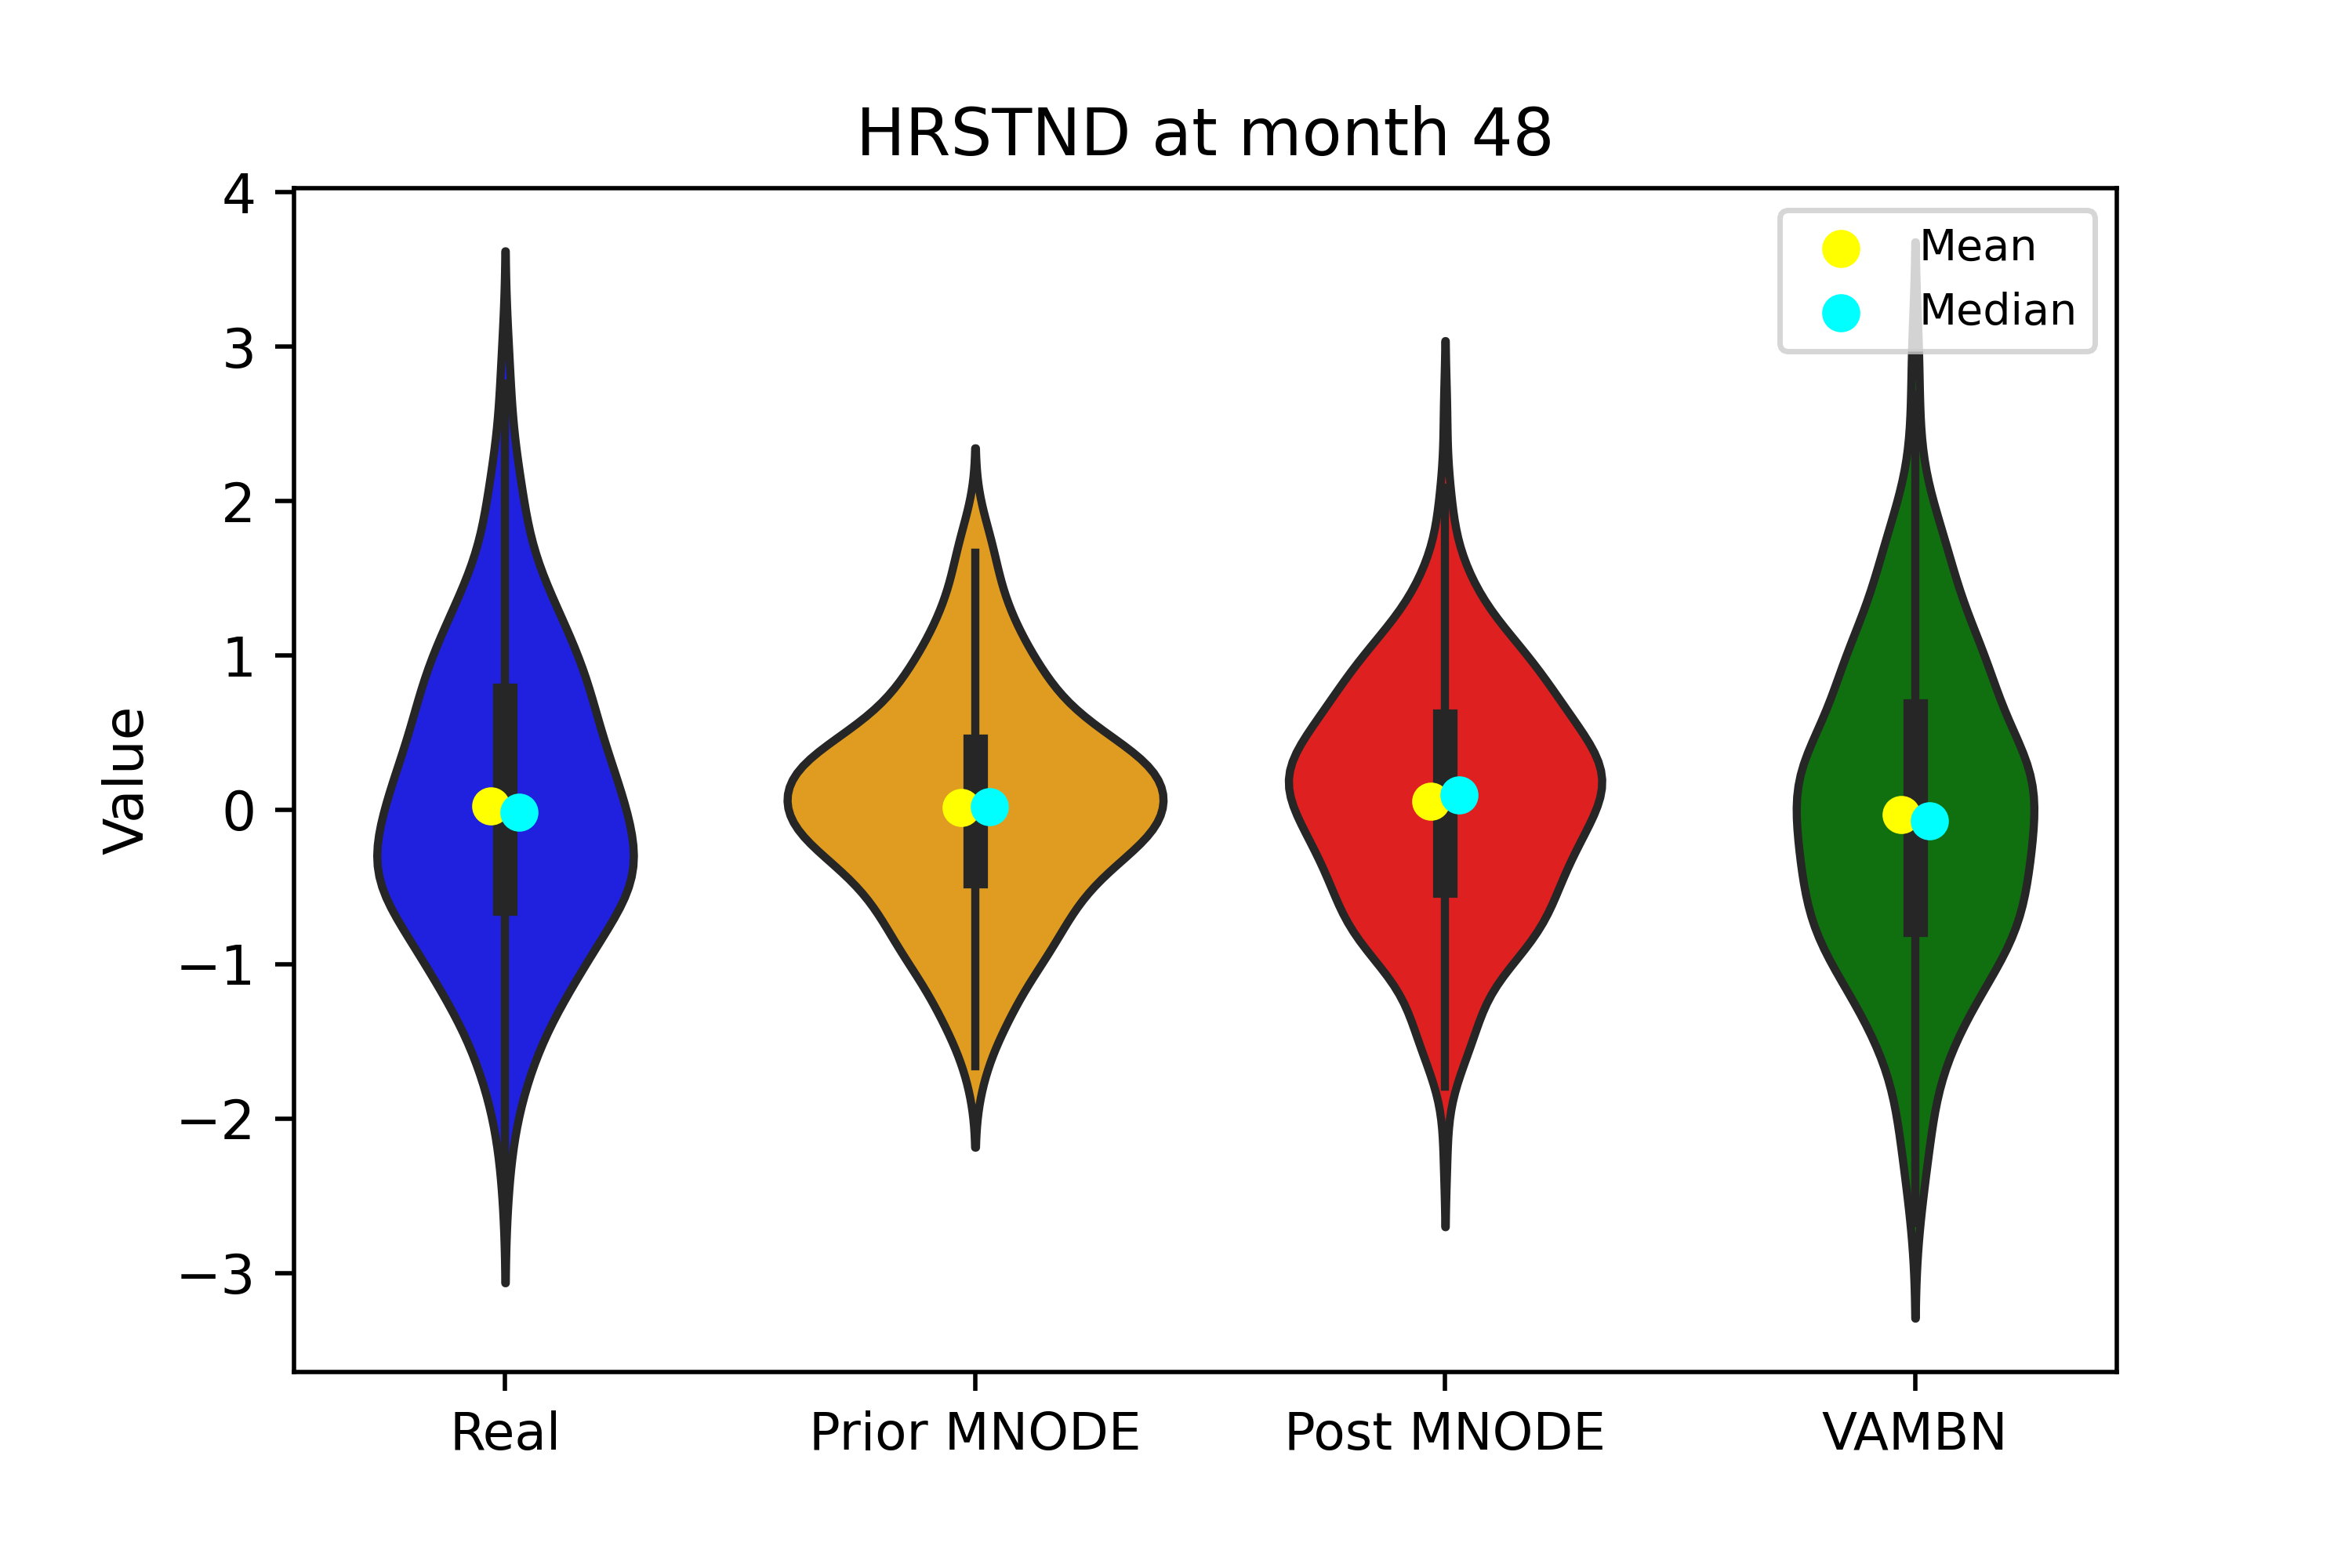 HRSTND at month 48
4
3
2
1
0
−1
−2
−3
Value
Mean
Median
Real
Prior MNODE
Post MNODE
VAMBN